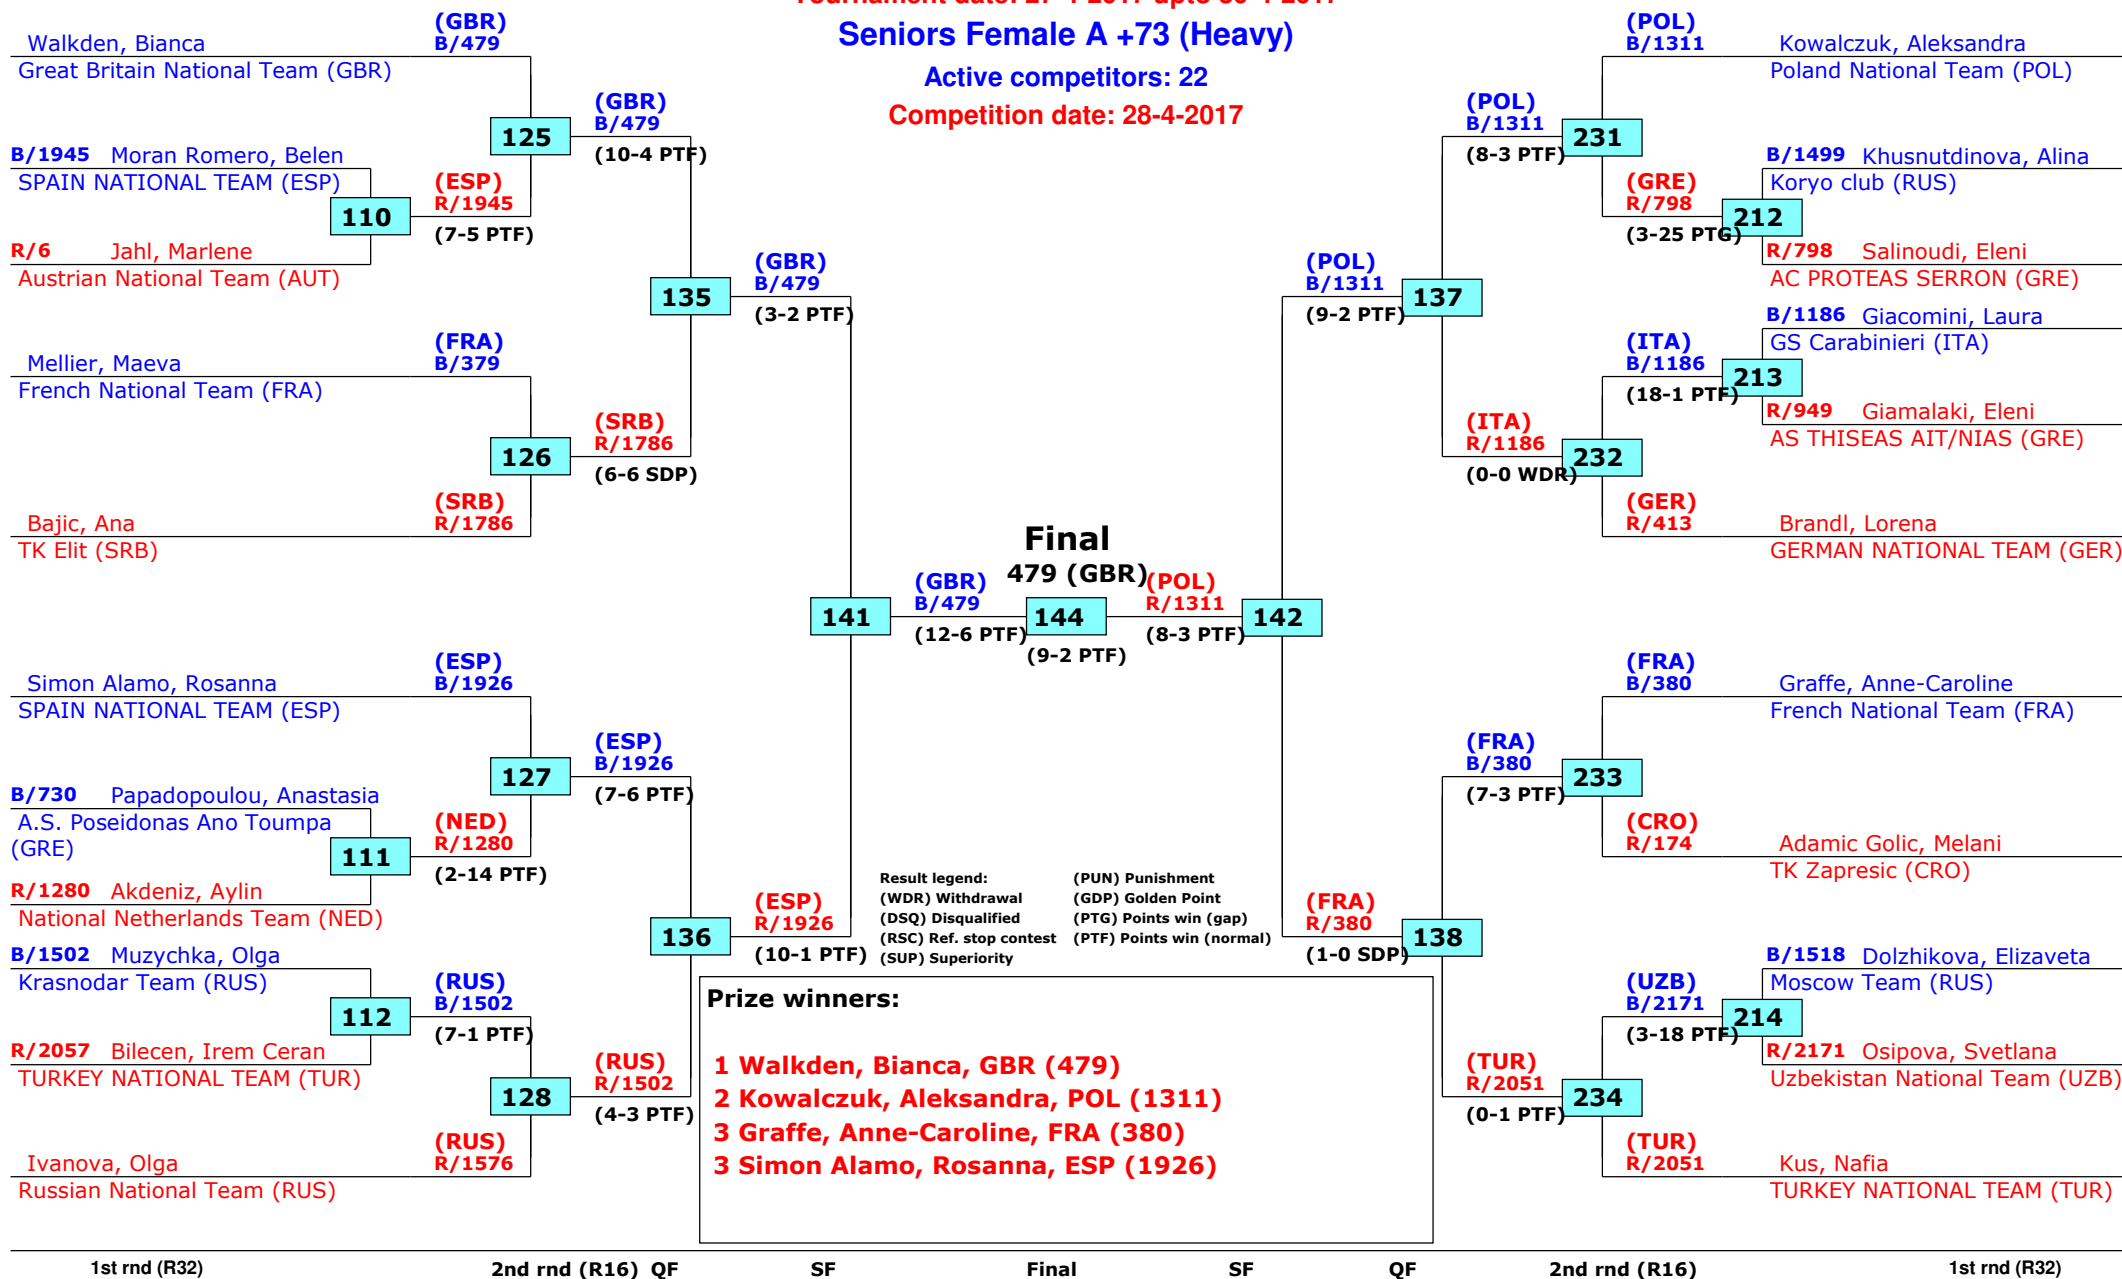 Tournament date: 27-4-2017 upto 30-4-2017
Seniors Female A +73 (Heavy)
Active competitors: 22
Competition date: 28-4-2017
Walkden, Bianca
Great Britain National Team (GBR)
(GBR)
B/479
B/1945 Moran Romero, Belen
SPAIN NATIONAL TEAM (ESP)
110
R/6 Jahl, Marlene
Austrian National Team (AUT)
(ESP)
R/1945
(7-5 PTF)
125
(GBR)
B/479
(10-4 PTF)
Mellier, Maeva
French National Team (FRA)
(FRA)
B/379
126
Bajic, Ana
TK Elit (SRB)
(SRB)
R/1786
(SRB)
R/1786
(6-6 SDP)
135
(GBR)
B/479
(3-2 PTF)
Simon Alamo, Rosanna
SPAIN NATIONAL TEAM (ESP)
(ESP)
B/1926
B/730 Papadopoulou, Anastasia
A.S. Poseidonas Ano Toumpa
(GRE)
111
R/1280 Akdeniz, Aylin
National Netherlands Team (NED)
(NED)
R/1280
(2-14 PTF)
127
(ESP)
B/1926
(7-6 PTF)
B/1502 Muzychka, Olga
Krasnodar Team (RUS)
112
R/2057 Bilecen, Irem Ceran
TURKEY NATIONAL TEAM (TUR)
(RUS)
B/1502
(7-1 PTF)
128
Ivanova, Olga
Russian National Team (RUS)
(RUS)
R/1576
(RUS)
R/1502
(4-3 PTF)
136
(ESP)
R/1926
(10-1 PTF)
141
(GBR)
B/479
(12-6 PTF)
Final
479 (GBR)
144
(9-2 PTF)
(POL)
R/1311
(8-3 PTF)
142
(POL)
B/1311
(9-2 PTF)
137
(POL)
B/1311
(8-3 PTF)
231
(POL)
B/1311
Kowalczuk, Aleksandra
Poland National Team (POL)
(GRE)
R/798
(3-25 PTG)
212
B/1499 Khusnutdinova, Alina
Koryo club (RUS)
R/798 Salinoudi, Eleni
AC PROTEAS SERRON (GRE)
(ITA)
R/1186
(0-0 WDR)
232
(ITA)
B/1186
(18-1 PTF)
213
B/1186 Giacomini, Laura
GS Carabinieri (ITA)
R/949 Giamalaki, Eleni
AS THISEAS AIT/NIAS (GRE)
(GER)
R/413
Brandl, Lorena
GERMAN NATIONAL TEAM (GER)
(FRA)
R/380
(1-0 SDP)
138
(FRA)
B/380
(7-3 PTF)
233
(FRA)
B/380
Graffe, Anne-Caroline
French National Team (FRA)
(CRO)
R/174
Adamic Golic, Melani
TK Zapresic (CRO)
(TUR)
R/2051
(0-1 PTF)
234
(UZB)
B/2171
(3-18 PTF)
214
B/1518 Dolzhikova, Elizaveta
Moscow Team (RUS)
R/2171 Osipova, Svetlana
Uzbekistan National Team (UZB)
(TUR)
R/2051
Kus, Nafia
TURKEY NATIONAL TEAM (TUR)
Result legend: (PUN) Punishment
(WDR) Withdrawal (GDP) Golden Point
(DSQ) Disqualified (PTG) Points win (gap)
(RSC) Ref. stop contest (PTF) Points win (normal)
(SUP) Superiority
Prize winners:
1 Walkden, Bianca, GBR (479)
2 Kowalczuk, Aleksandra, POL (1311)
3 Graffe, Anne-Caroline, FRA (380)
3 Simon Alamo, Rosanna, ESP (1926)
1st rnd (R32) 2nd rnd (R16) QF SF Final SF QF 2nd rnd (R16) 1st rnd (R32)